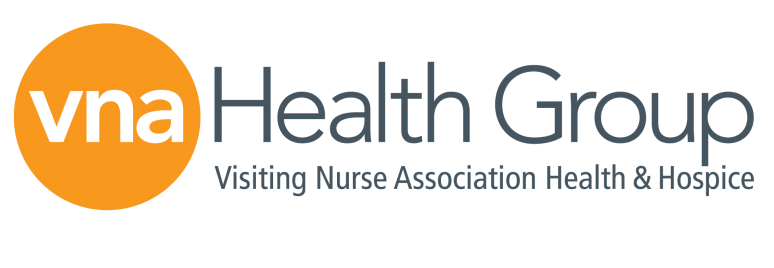 vna Health Group
Visiting Nurse Association Health & Hospice